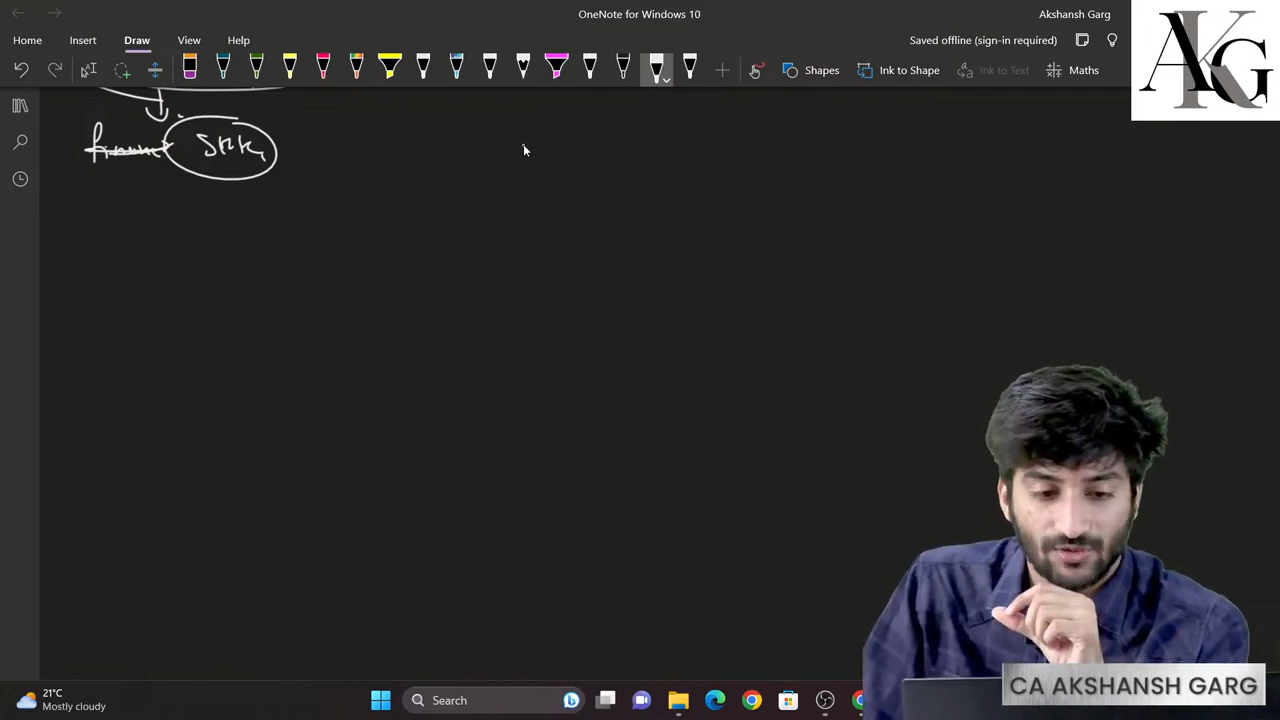 OneNote for Windows 10
Akshansh Garg
AKG
Home Insert Draw View Help
Saved offline (sign-in required)
Shapes
Ink to Shape
Ink to Text
Maths
CA AKSHANSH GARG
21°C
Mostly cloudy
Search